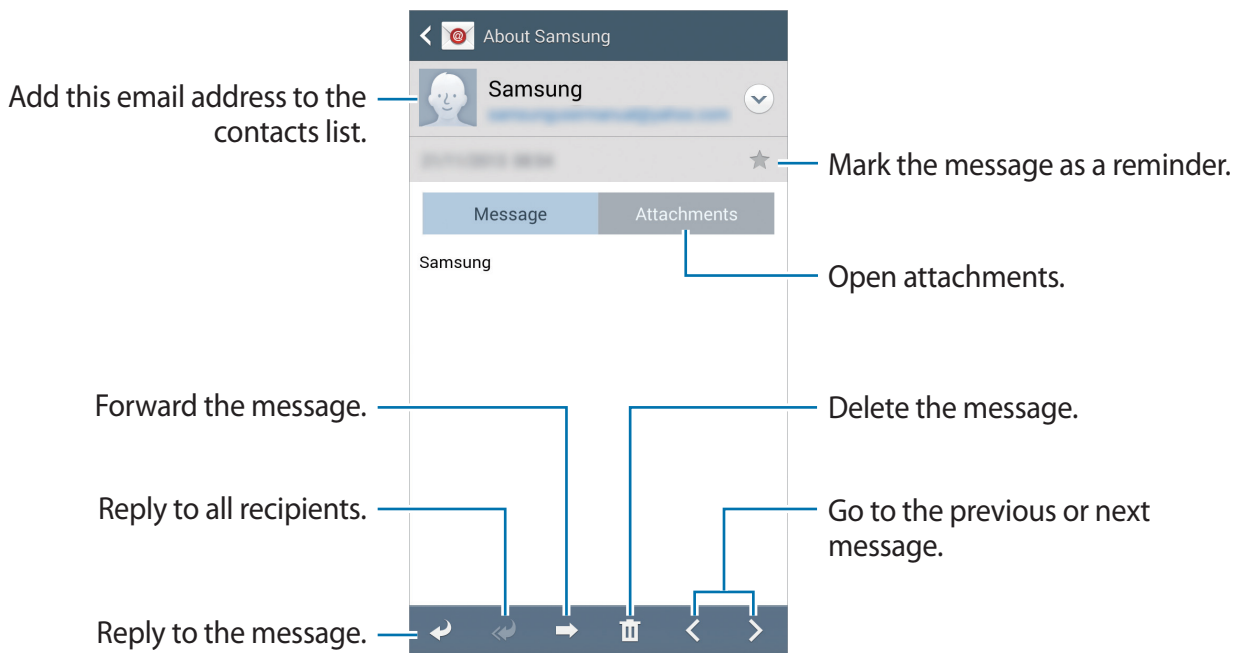 About Samsung
Add this email address to the
contacts list.
Samsung
Mark the message as a reminder.
Message
Attachments
Samsung
Open attachments.
Forward the message.
Delete the message.
Reply to all recipients.
Go to the previous or next
message.
Reply to the message.